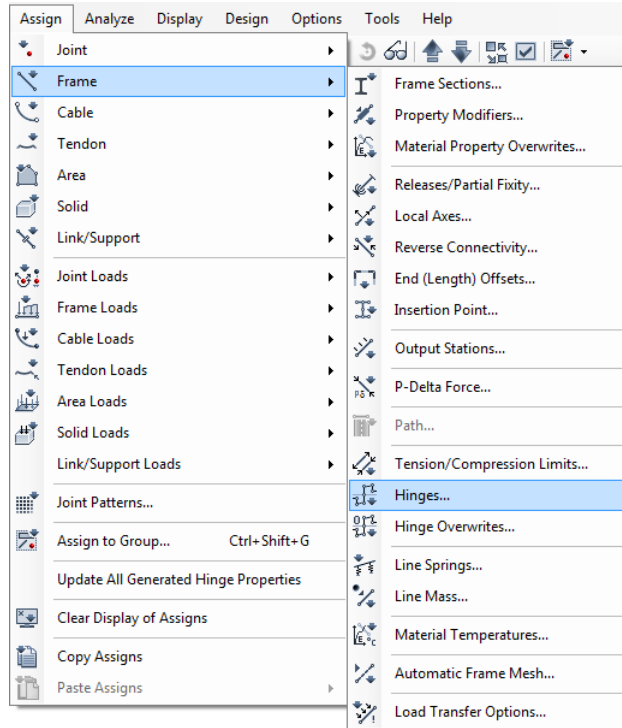 Assign Analyze Display Design Options Tools Help
Joint
Frame
Cable
Tendon
Area
Solid
Link/Support
Joint Loads
Frame Loads
Cable Loads
Tendon Loads
Area Loads
Solid Loads
Link/Support Loads
Joint Patterns...
Assign to Group... Ctrl+Shift+G
Update All Generated Hinge Properties
Clear Display of Assigns
Copy Assigns
Paste Assigns
Frame Sections...
Property Modifiers...
Material Property Overwrites...
Releases/Partial Fixity...
Local Axes...
Reverse Connectivity...
End (Length) Offsets...
Insertion Point...
Output Stations...
P-Delta Force...
Path...
Tension/Compression Limits...
Hinges...
Hinge Overwrites...
Line Springs...
Line Mass...
Material Temperatures...
Automatic Frame Mesh...
Load Transfer Options...